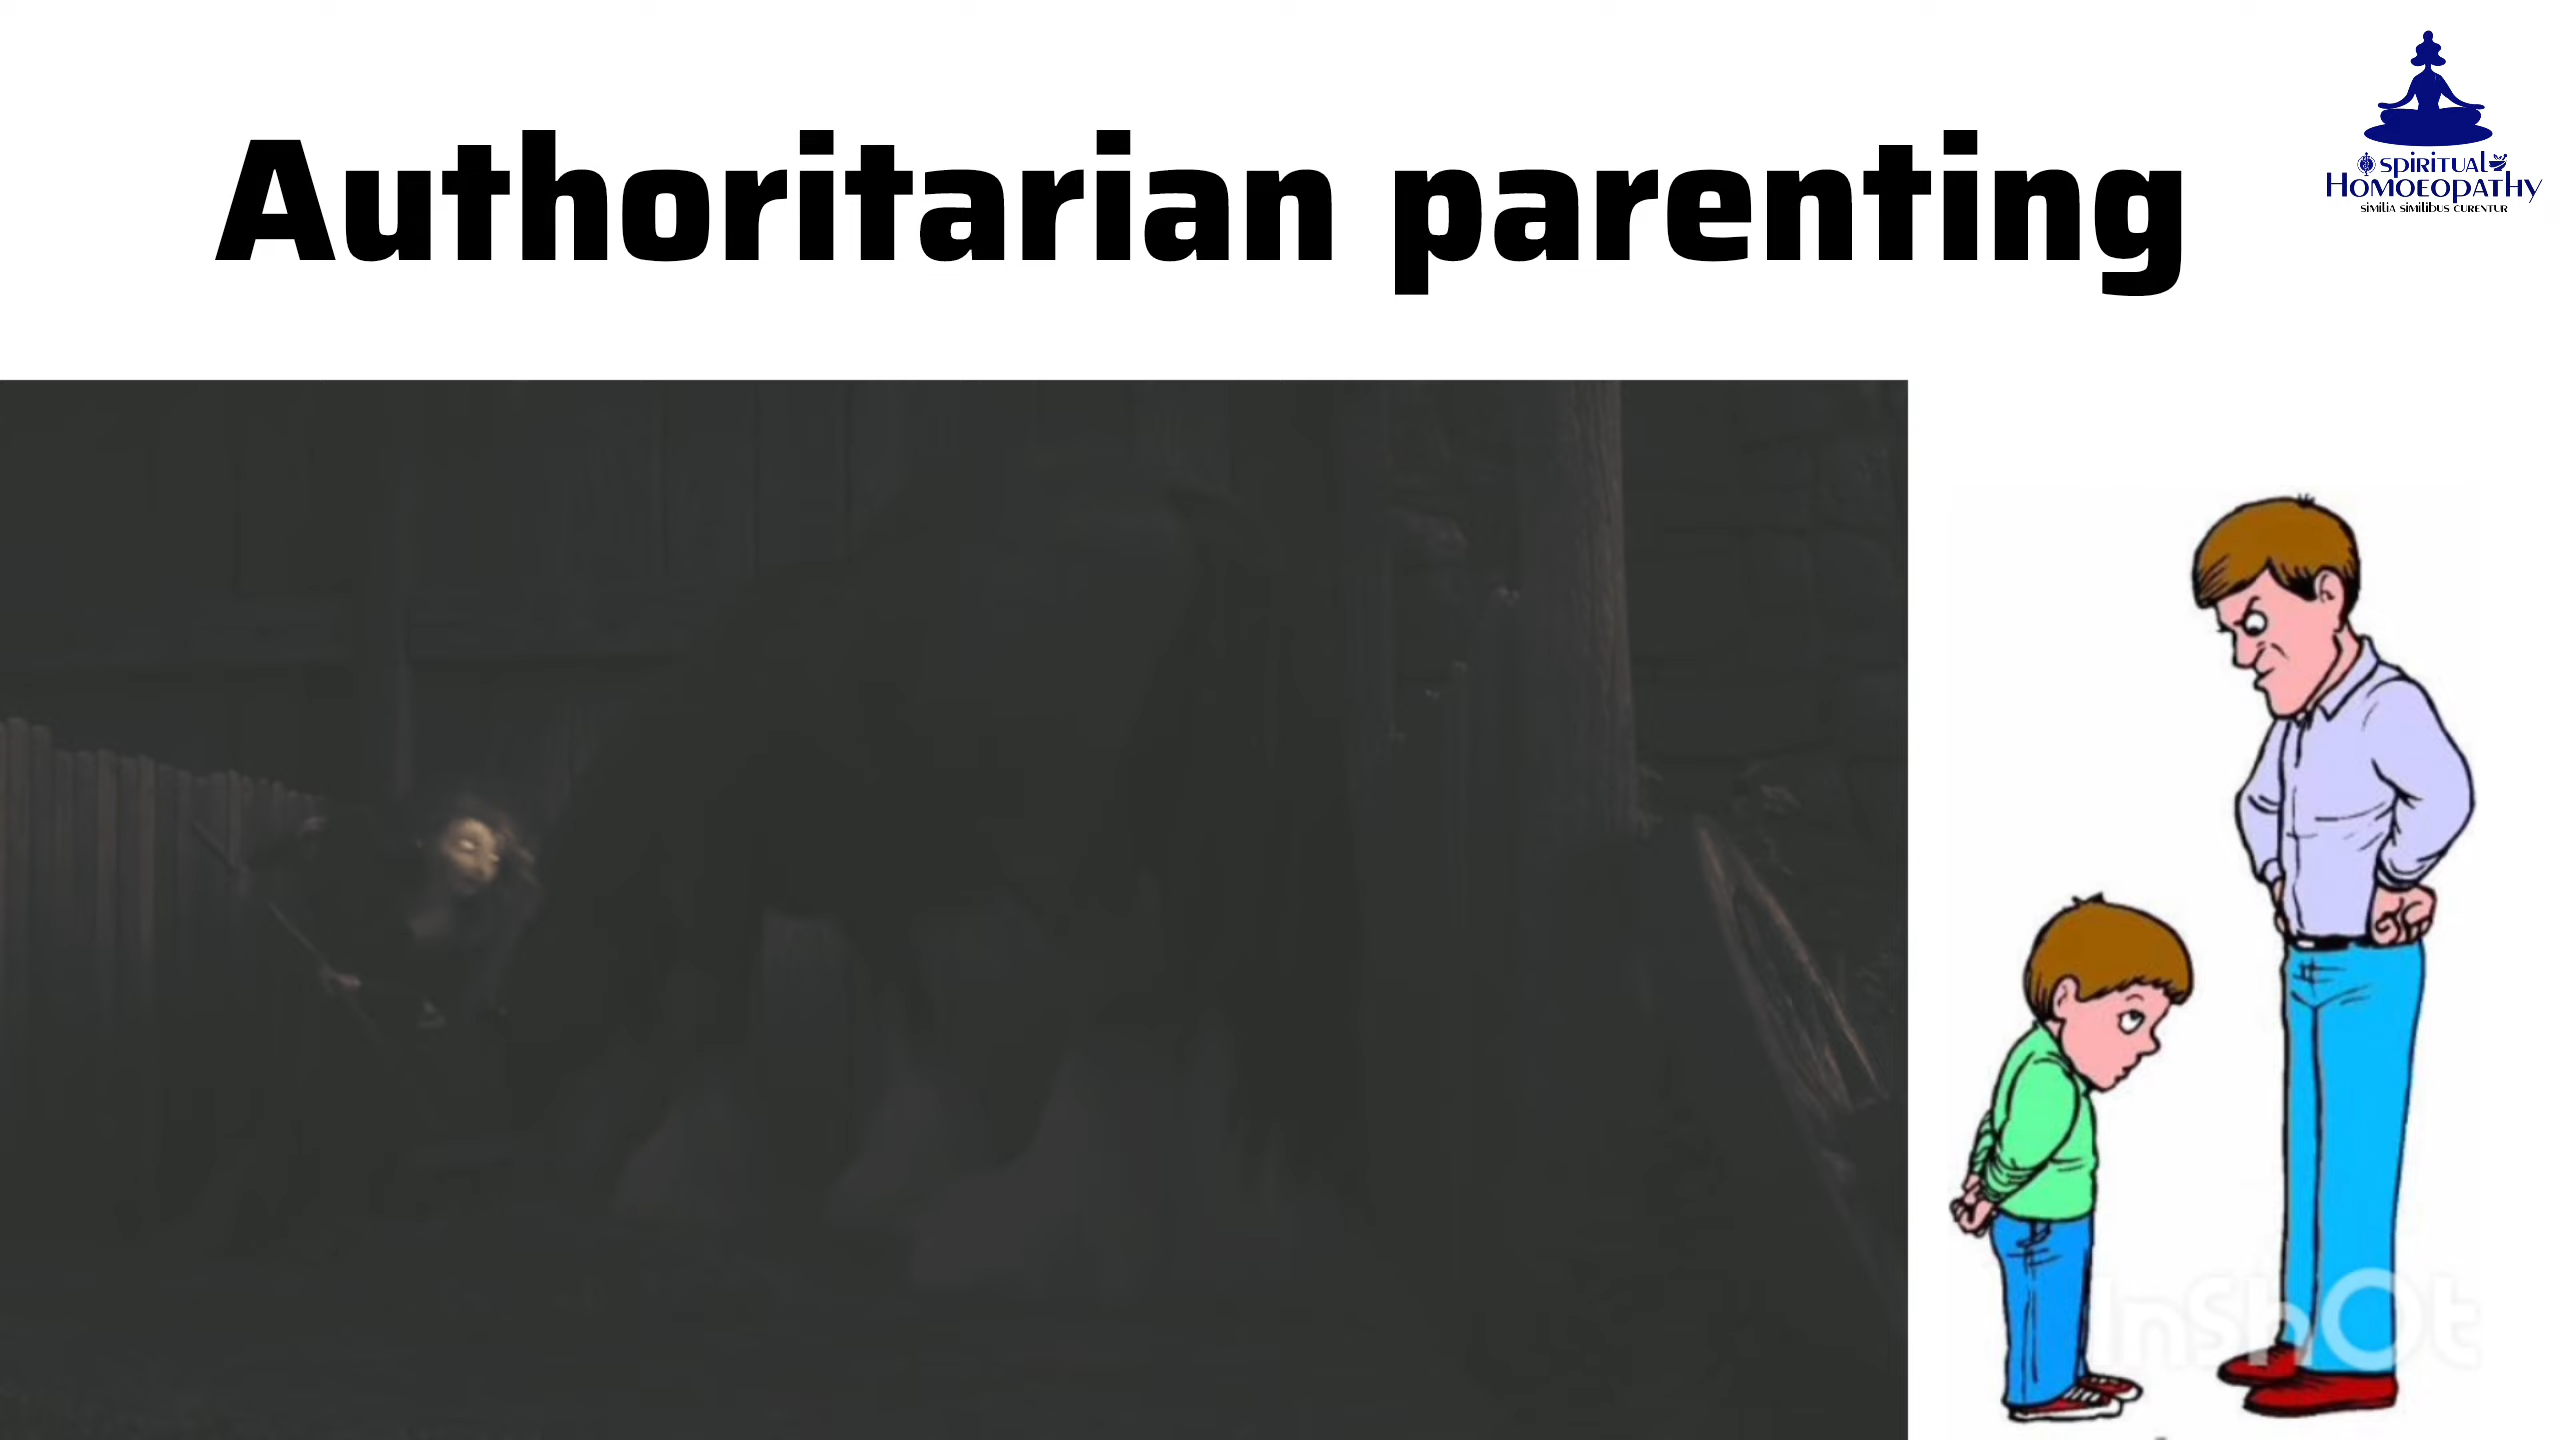 Authoritarian parenting
spiritual
Homoeopathy
similia similibus curentur
InShOt